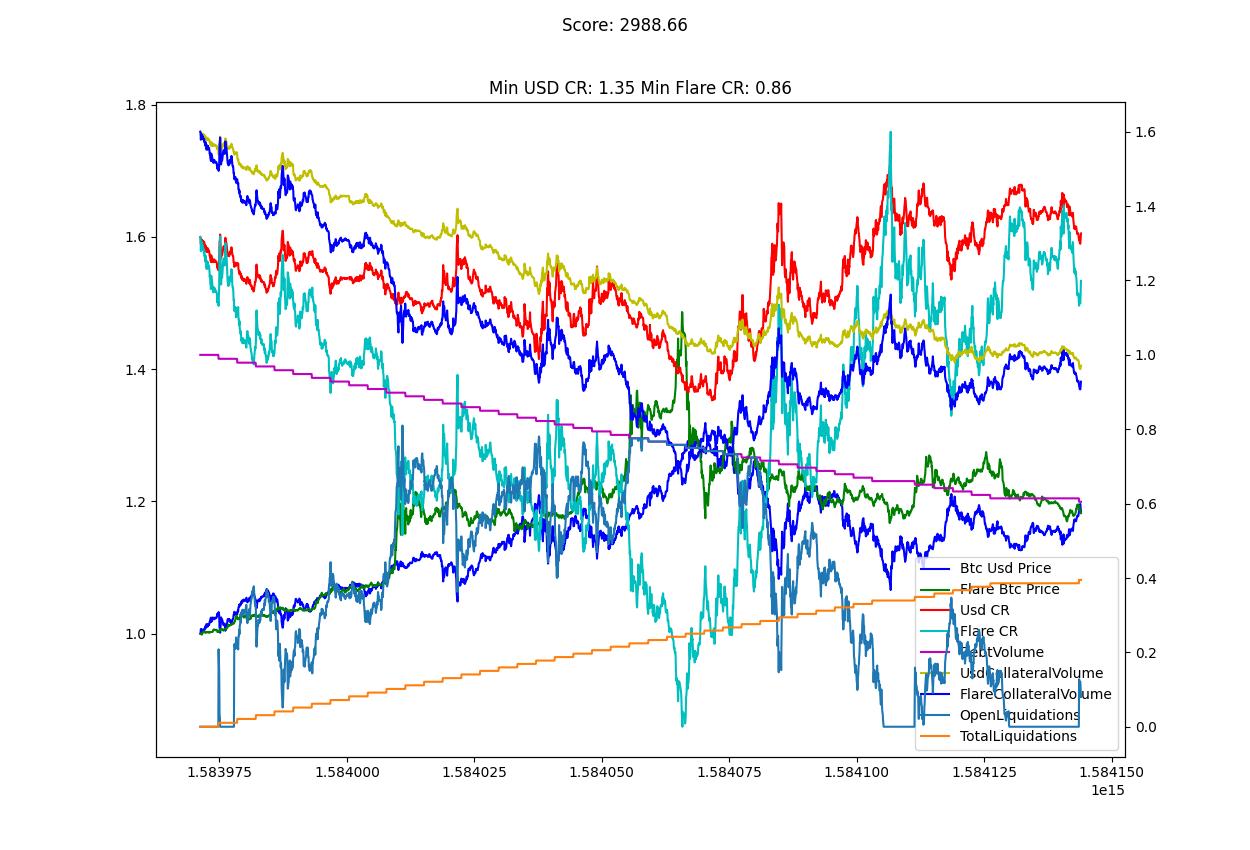 Score: 2988.66
Min USD CR: 1.35 Min Flare CR: 0.86
1.8
1.6
1.4
1.2
1.0
1.6
1.4
1.2
1.0
0.8
0.6
0.4
0.2
0.0
Btc Usd Price
Flare Btc Price
Usd CR
Flare CR
DebtVolume
UsdCollateralVolume
FlareCollateralVolume
OpenLiquidations
TotalLiquidations
1.583975 1.584000 1.584025 1.584050 1.584075 1.584100 1.584125 1.584150
1e15